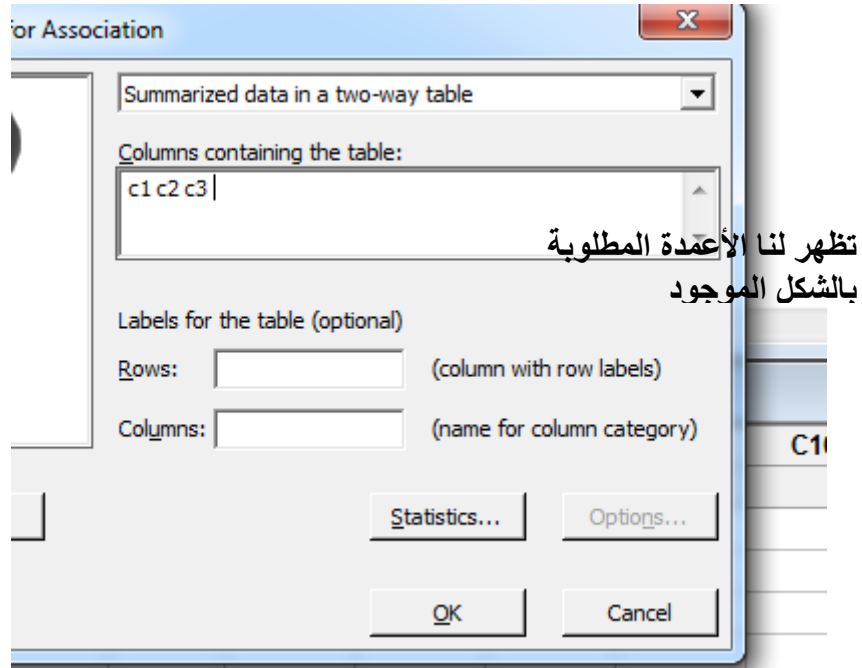 for Association
Summarized data in a two-way table
Columns containing the table:
c1 c2 c3
تظهر لنا الأعمدة المطلوبة
بالشكل الموجود
Labels for the table (optional)
Rows: (column with row labels)
Columns: (name for column category)
Statistics... Options...
OK Cancel